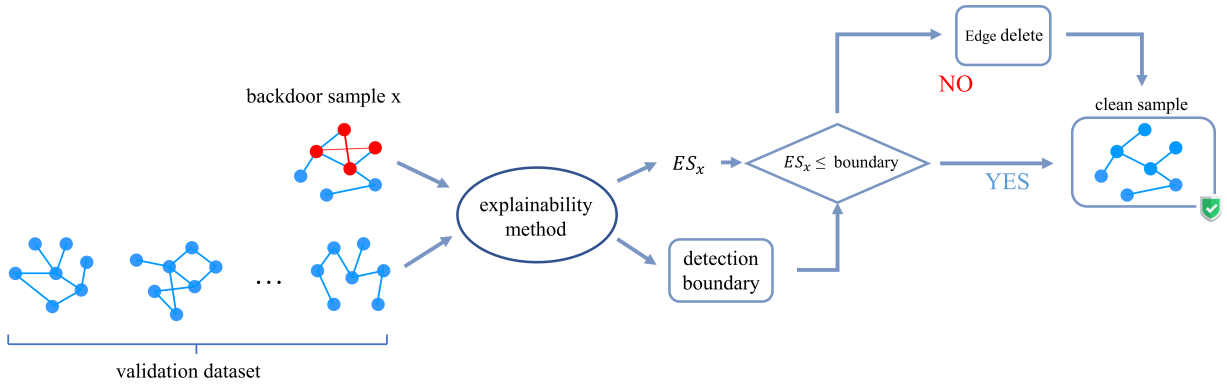 Edge delete
NO
backdoor sample x
clean sample
ES_x
ES_x ≤ boundary
YES
explainability
method
detection
boundary
...
validation dataset